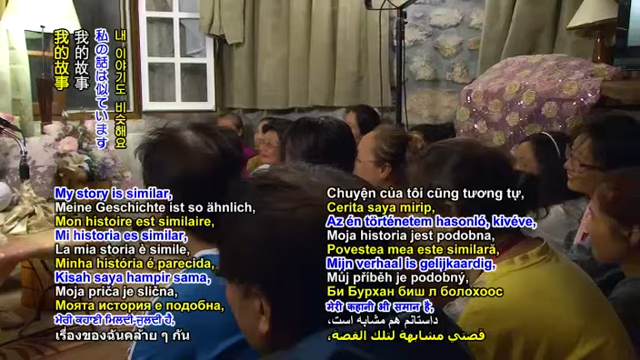 내 이야기도 비슷해요
私の話は似ています
我的故事
我的故事
My story is similar,
Meine Geschichte ist so ähnlich,
Mon histoire est similaire,
Mi historia es similar,
La mia storia è simile,
Minha história é parecida,
Kisah saya hampir sama,
Moja priča je slična,
Моята история е подобна,
ਮੇਰੀ ਕਹਾਣੀ ਮਿਲਦੀ-ਜੁਲਦੀ ਹੈ,
เรื่องของฉันคล้าย ๆ กัน
Chuyện của tôi cũng tương tự,
Cerita saya mirip,
Az én történetem hasonló, kivéve,
Moja historia jest podobna,
Povestea mea este similară,
Mijn verhaal is gelijkaardig,
Můj příběh je podobný,
Би Бурхан биш л болохоос
मेरी कहानी भी समान है,
داستانم هم مشابه است،
قصتي مشابهة لتلك القصة،